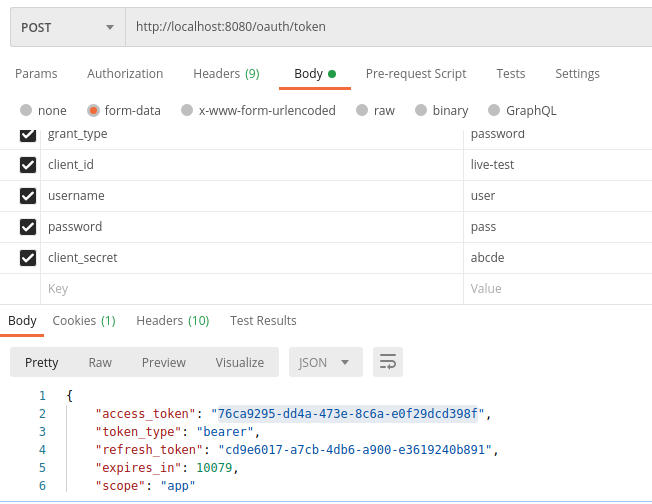 POST http://localhost:8080/oauth/token
Params Authorization Headers (9) Body Pre-request Script Tests Settings
none form-data x-www-form-urlencoded raw binary GraphQL
grant_type password
client_id live-test
username user
password pass
client_secret abcde
Key Value
Body Cookies (1) Headers (10) Test Results
Pretty Raw Preview Visualize JSON
1 {
2 "access_token": "76ca9295-dd4a-473e-8c6a-e0f29dcd398f",
3 "token_type": "bearer",
4 "refresh_token": "cd9e6017-a7cb-4db6-a900-e3619240b891",
5 "expires_in": 10079,
6 "scope": "app"